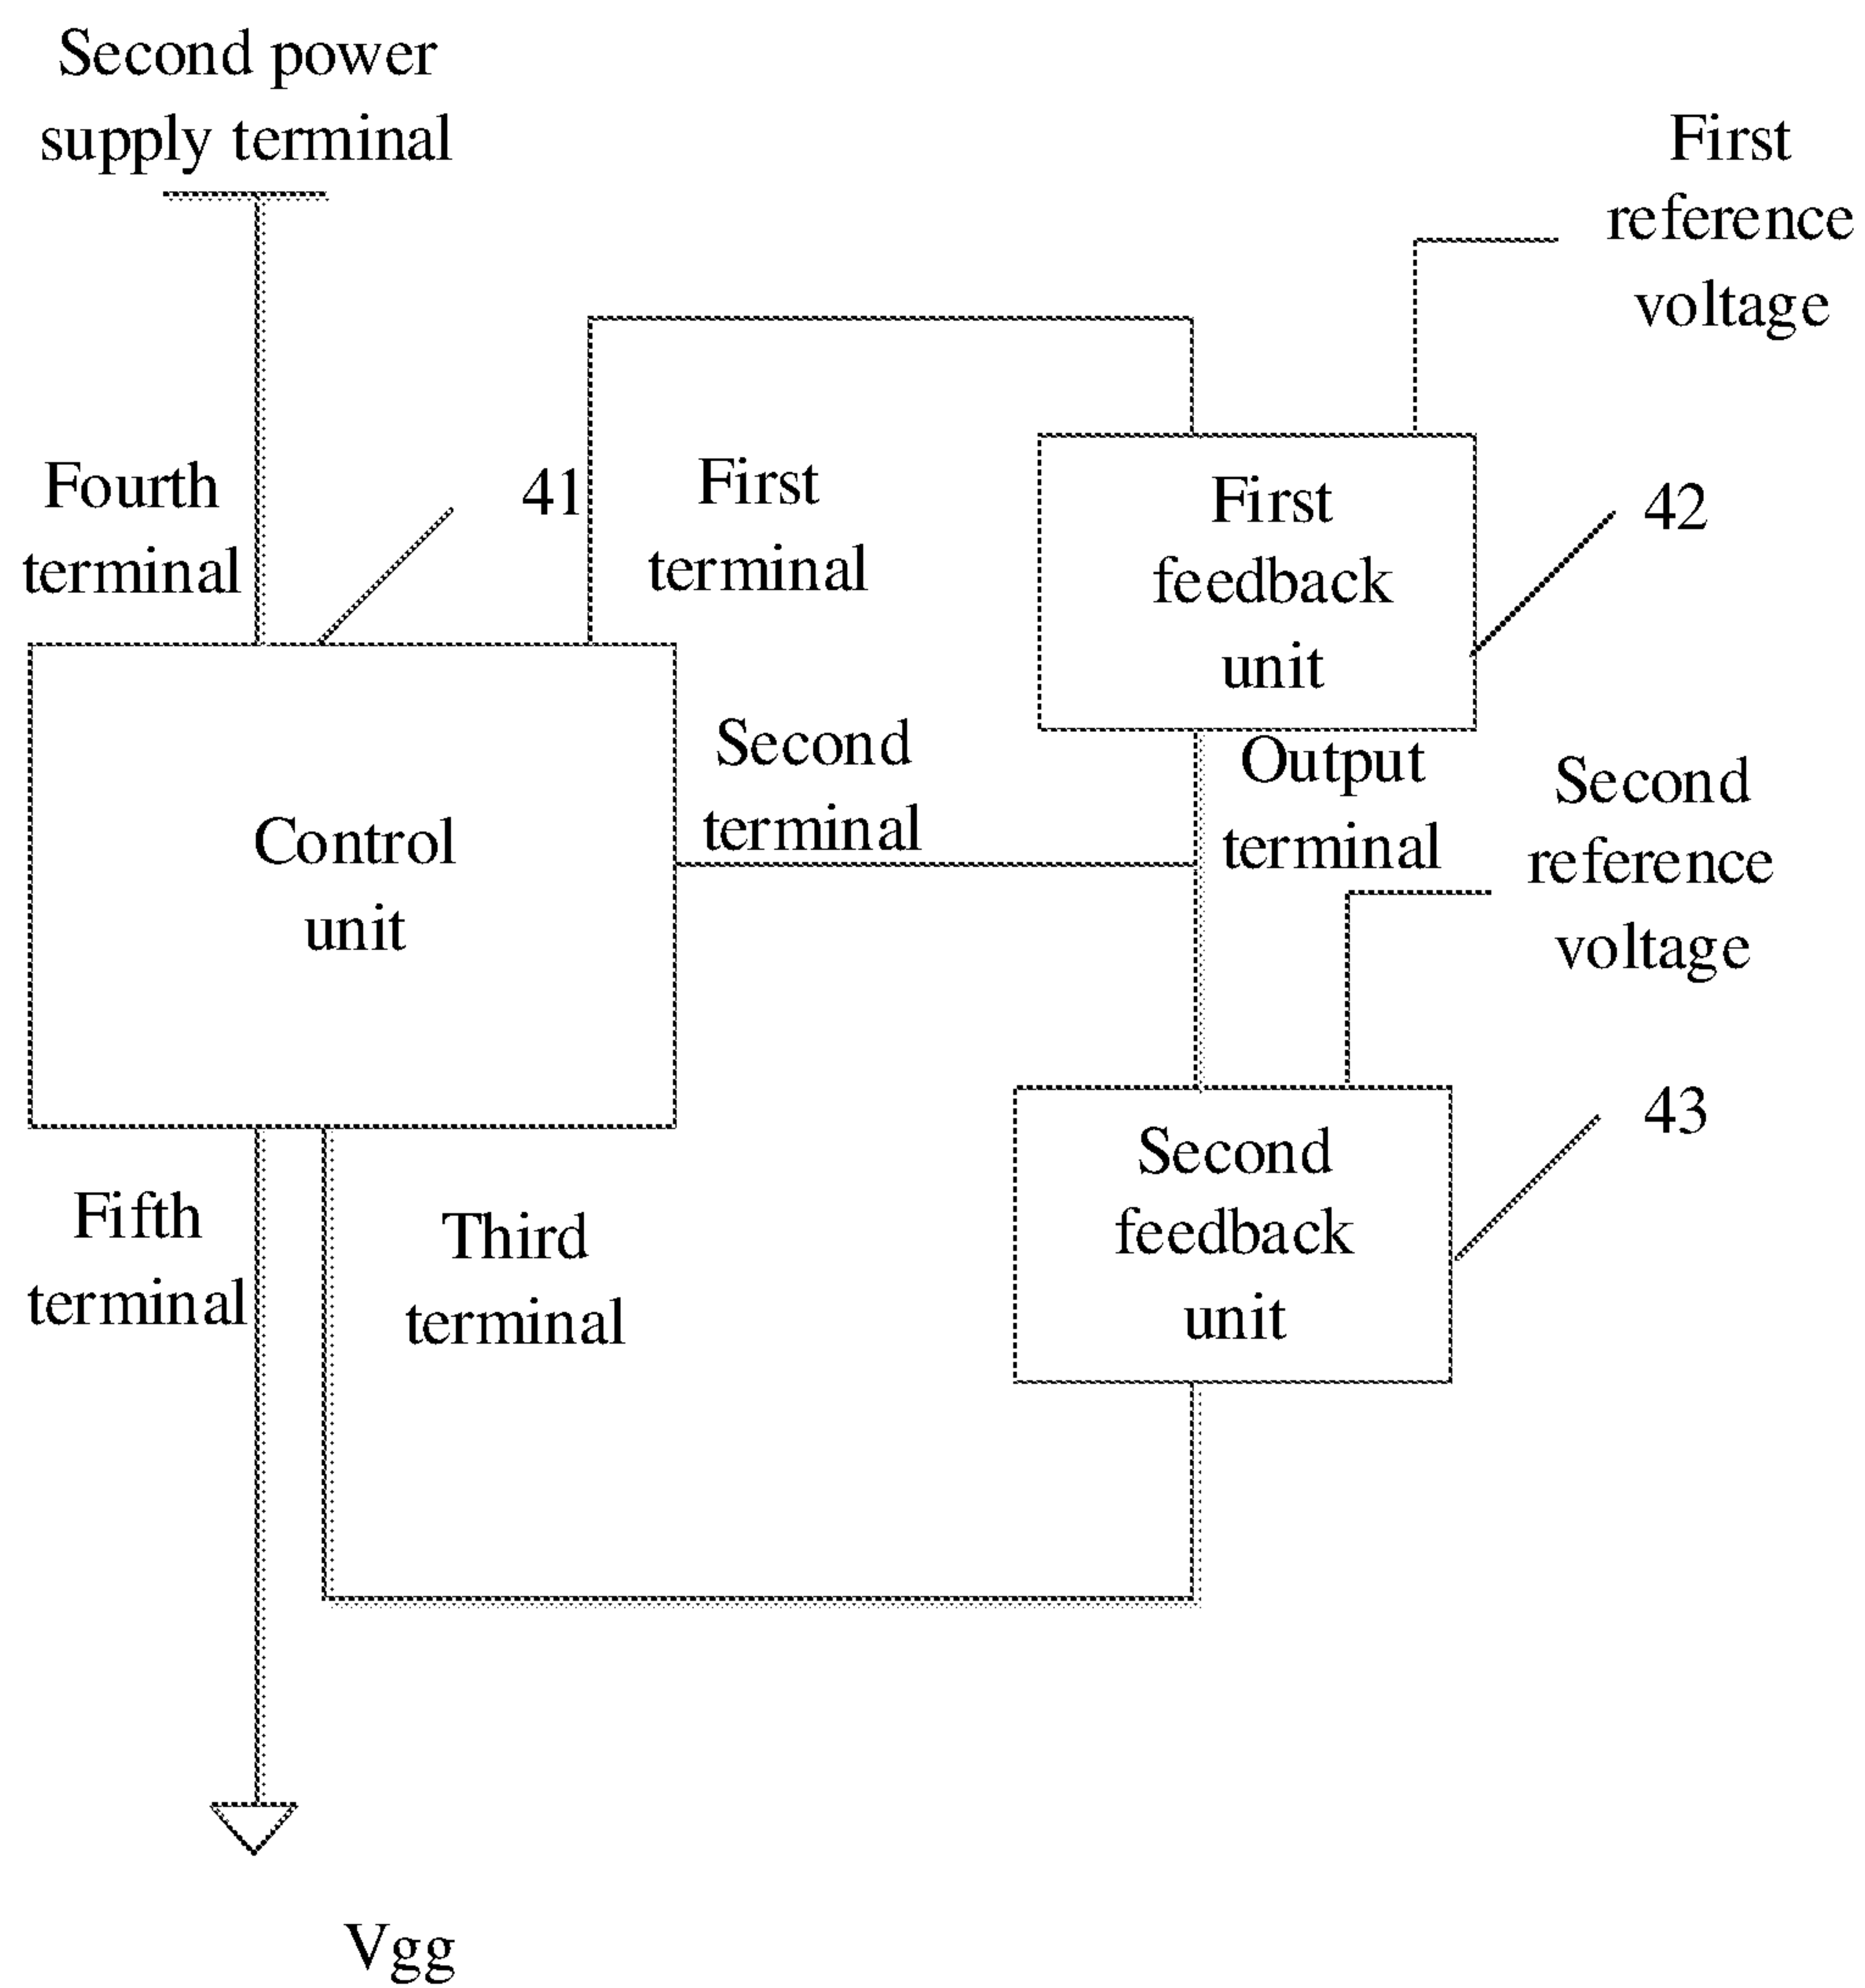 Second power
supply terminal
First
reference
voltage
Fourth
terminal
41
First
terminal
First
feedback
unit
42
Second
terminal
Output
terminal
Second
reference
voltage
Control
unit
Second
feedback
unit
43
Fifth
terminal
Third
terminal
Vgg